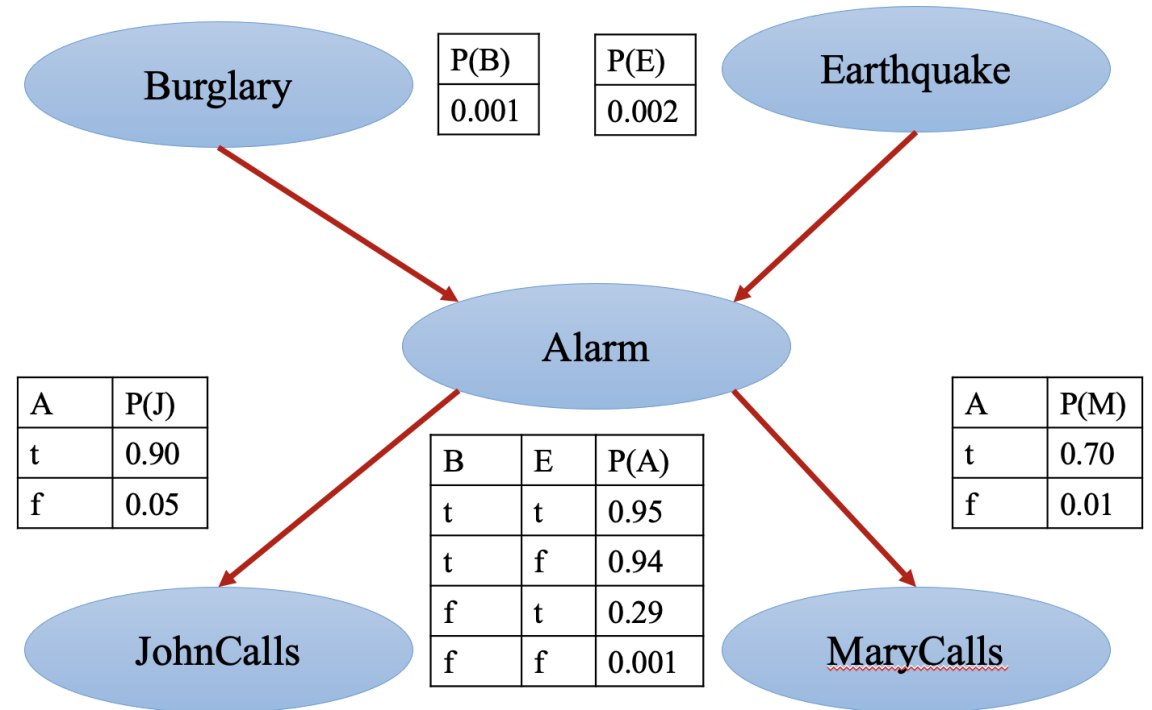 Burglary
P(B)
0.001
P(E)
0.002
Earthquake
Alarm
A P(J)
t 0.90
f 0.05
B E P(A)
t t 0.95
t f 0.94
f t 0.29
f f 0.001
A P(M)
t 0.70
f 0.01
JohnCalls
MaryCalls